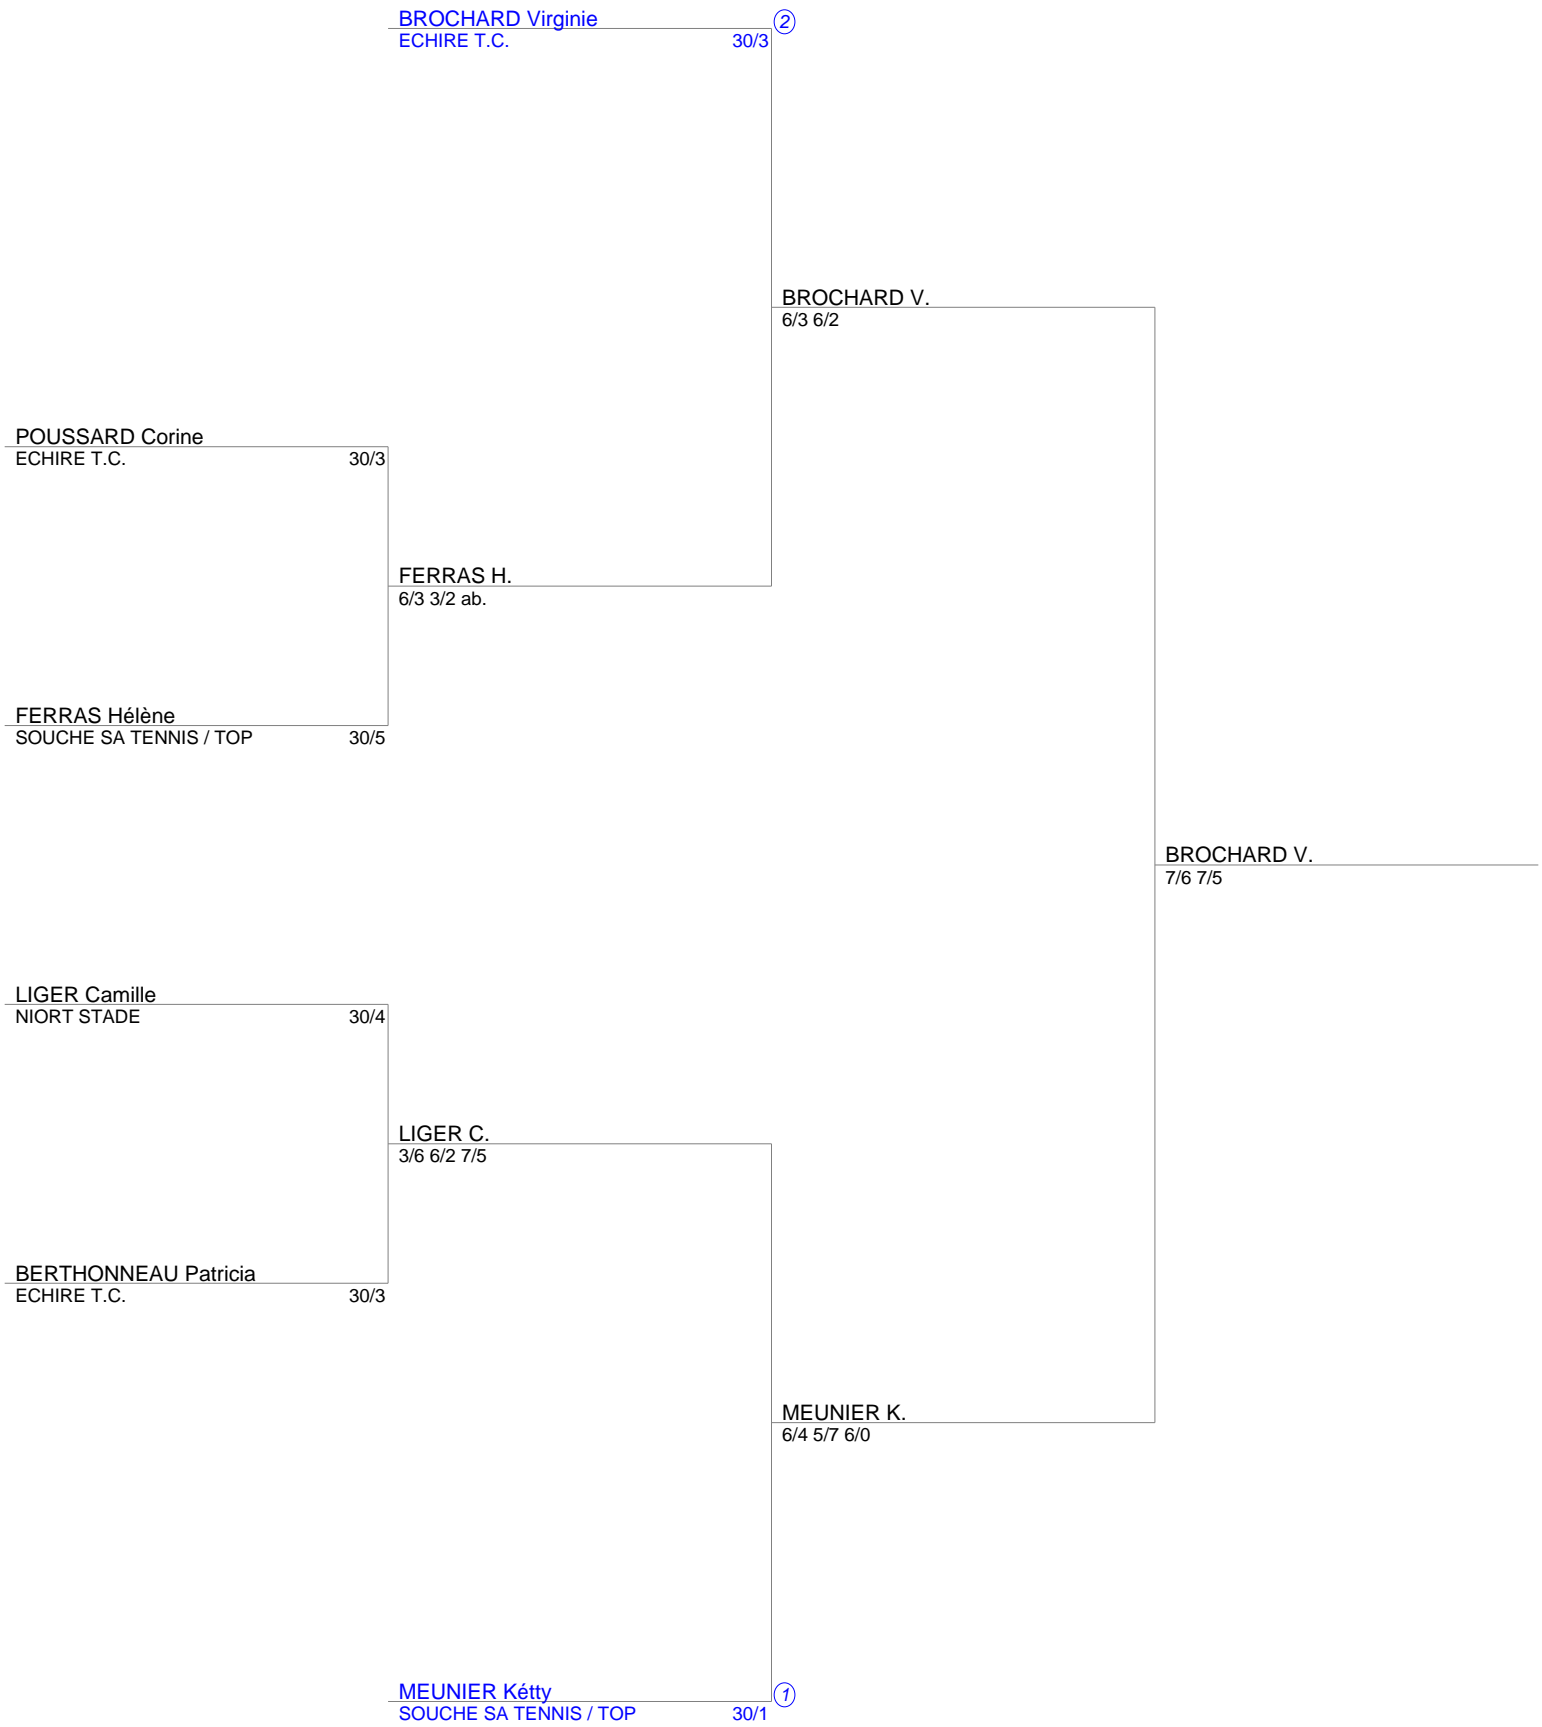 BROCHARD Virginie
②
ECHIRE T.C. 30/3
BROCHARD V.
6/3 6/2
POUSSARD Corine
ECHIRE T.C. 30/3
FERRAS H.
6/3 3/2 ab.
FERRAS Hélène
SOUCHE SA TENNIS / TOP 30/5
BROCHARD V.
7/6 7/5
LIGER Camille
NIORT STADE 30/4
LIGER C.
3/6 6/2 7/5
BERTHONNEAU Patricia
ECHIRE T.C. 30/3
MEUNIER K.
6/4 5/7 6/0
MEUNIER Kétty
①
SOUCHE SA TENNIS / TOP 30/1